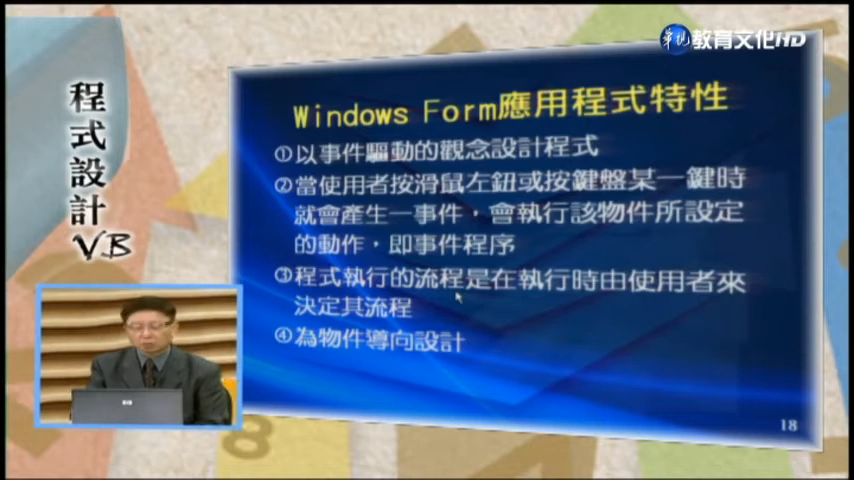 華視教育文化HD
程式設計
VB
Windows Form應用程式特性
①以事件驅動的觀念設計程式
②當使用者按滑鼠左鈕或按鍵盤某一鍵時
就會產生一事件，會執行該物件所設定
的動作，即事件程序
③程式執行的流程是在執行時由使用者來
決定其流程
④為物件導向設計
hp
8
18